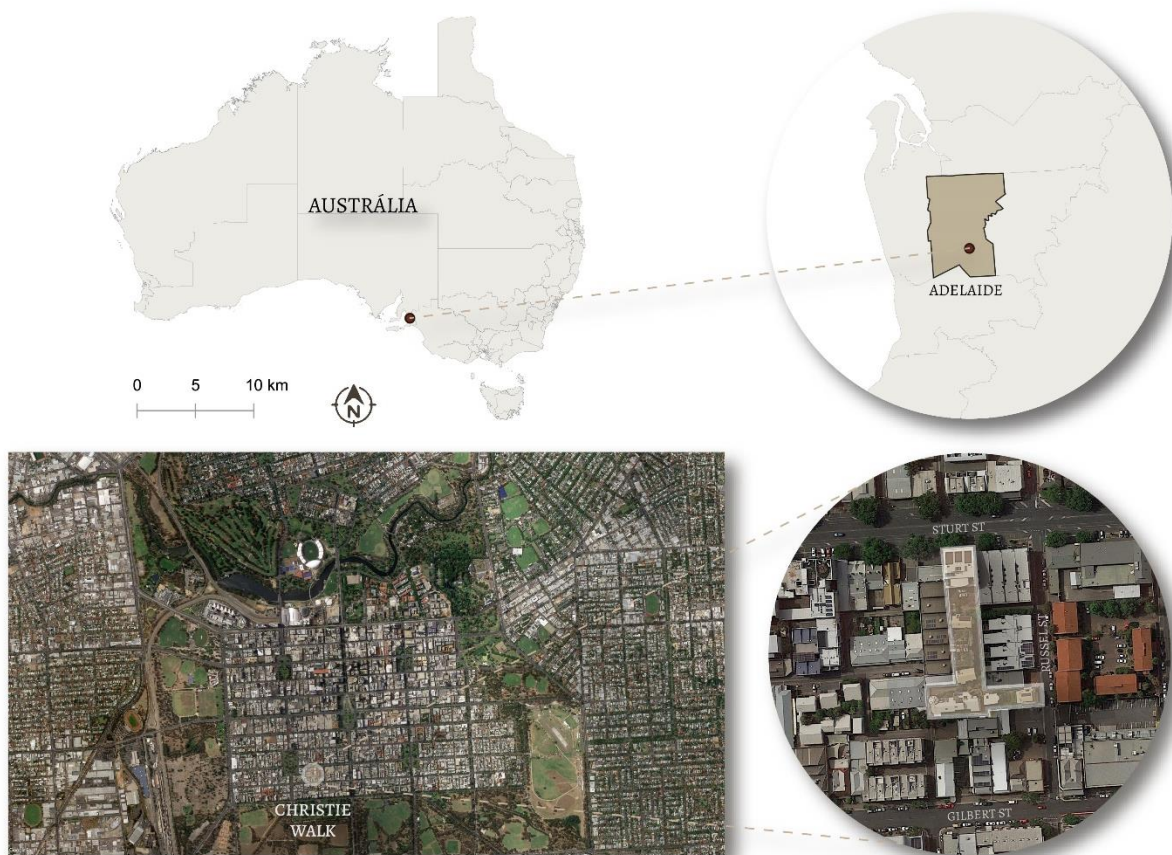 AUSTRÁLIA
ADELAIDE
0 5 10 km
N
CHRISTIE
WALK
STURT ST
RUSSEL ST
GILBERT ST